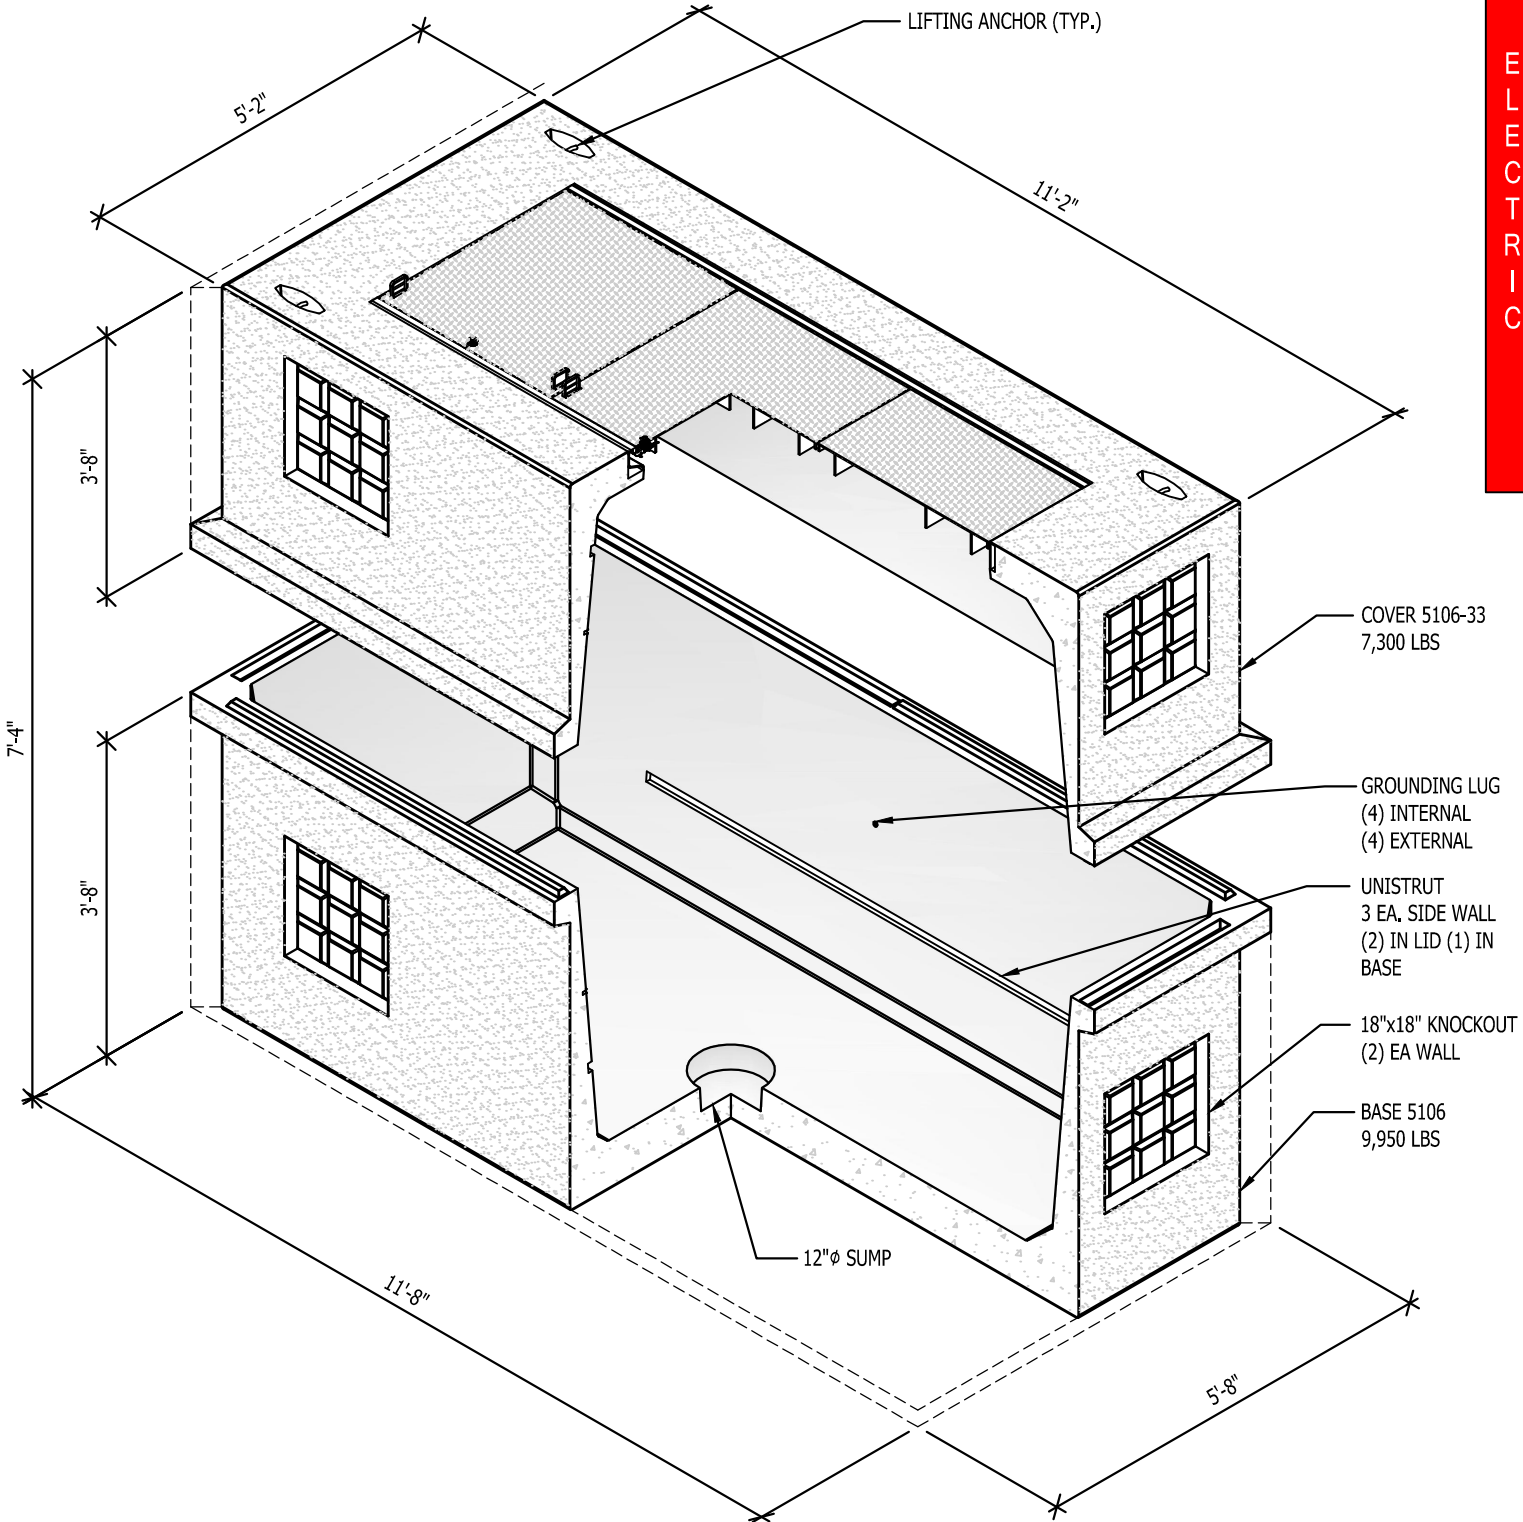 LIFTING ANCHOR (TYP.)
5'-2"
11'-2"
ELECTRIC
3'-8"
7'-4"
3'-8"
COVER 5106-33
7,300 LBS
GROUNDING LUG
(4) INTERNAL
(4) EXTERNAL
UNISTRUT
3 EA. SIDE WALL
(2) IN LID (1) IN
BASE
18"x18" KNOCKOUT
(2) EA WALL
BASE 5106
9,950 LBS
12"ϕ SUMP
11'-8"
5'-8"